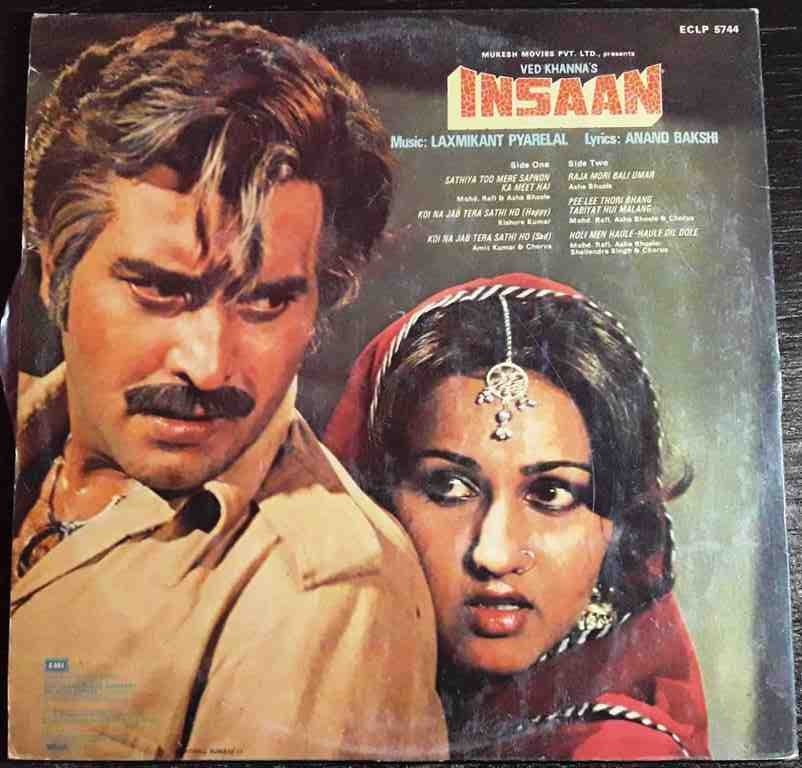 ECLP 5744
MUKESH MOVIES PVT. LTD., presents
VED KHANNA'S
INSAAN
Music: LAXMIKANT PYARELAL Lyrics: ANAND BAKSHI
Side One
SATHIYA TOO MERE SAPNON
KA MEET HAI
Mohd. Rafi & Asha Bhosle
KOI NA JAB TERA SATHI HO (Happy)
Kishore Kumar
KOI NA JAB TERA SATHI HO (Sad)
Amit Kumar & Chorus
Side Two
RAJA MORI BALI UMAR
Asha Bhosle
PEE-LEE THORI BHANG
TABIYAT HUI MALANG
Mohd. Rafi, Asha Bhosle & Chorus
HOLI MEN HAULE-HAULE DIL DOLE
Mohd. Rafi, Asha Bhosle,
Shailendra Singh & Chorus
EMI